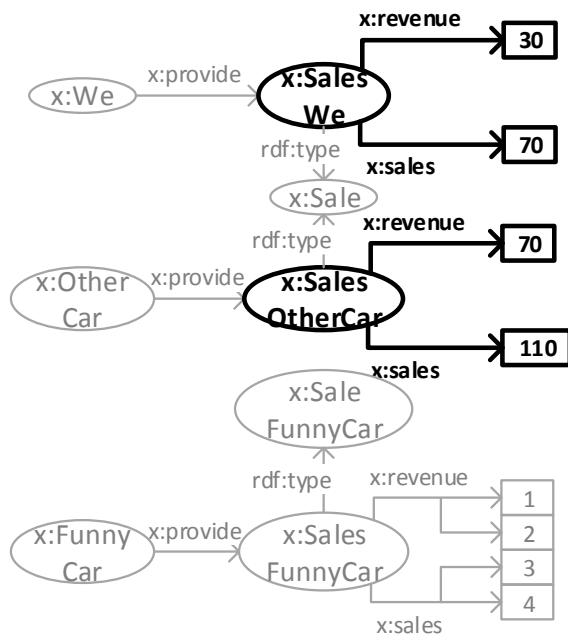 x:revenue
30
x:provide
x:We
x:Sales
We
70
rdf:type
x:sales
x:Sale
x:revenue
rdf:type
70
x:provide
x:Other
Car
x:Sales
OtherCar
110
x:sales
x:Sale
FunnyCar
rdf:type
x:revenue
1
x:provide
2
x:Funny
Car
x:Sales
FunnyCar
3
4
x:sales